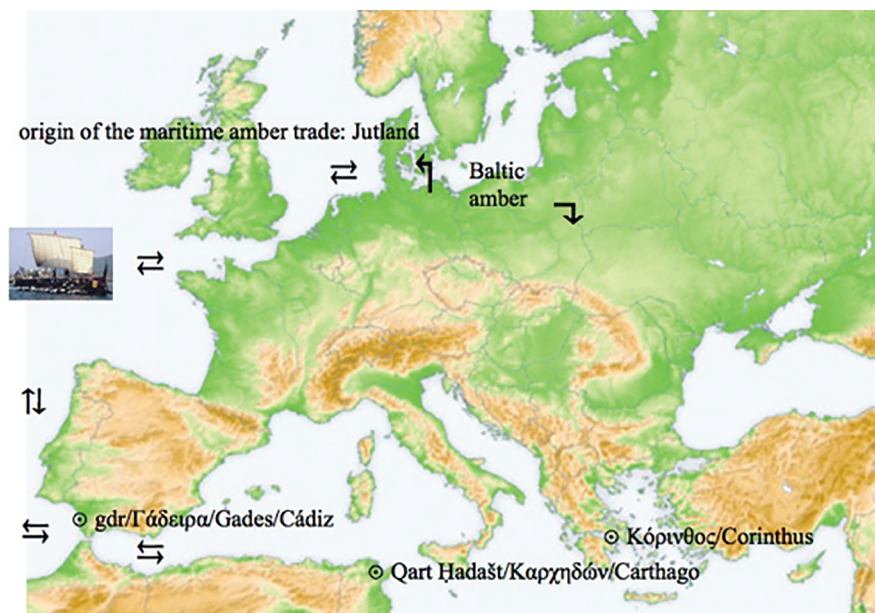 origin of the maritime amber trade: Jutland
Baltic
amber
gdr/Γάδειρα/Gades/Cádiz
Κόρινθος/Corinthus
Qart Ḥadašt/Καρχηδών/Carthago